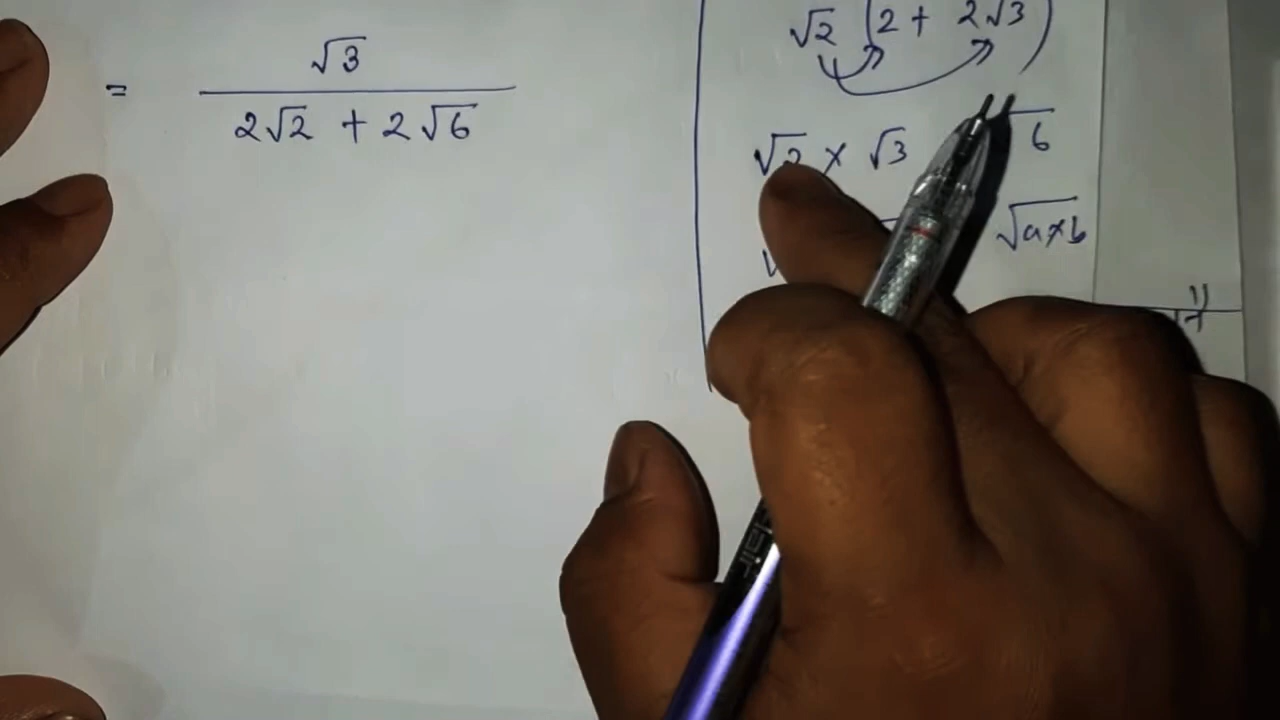 = √3 / (2√2 + 2√6)
√2 (2 + 2√3)
√2 × √3
6
√a×b